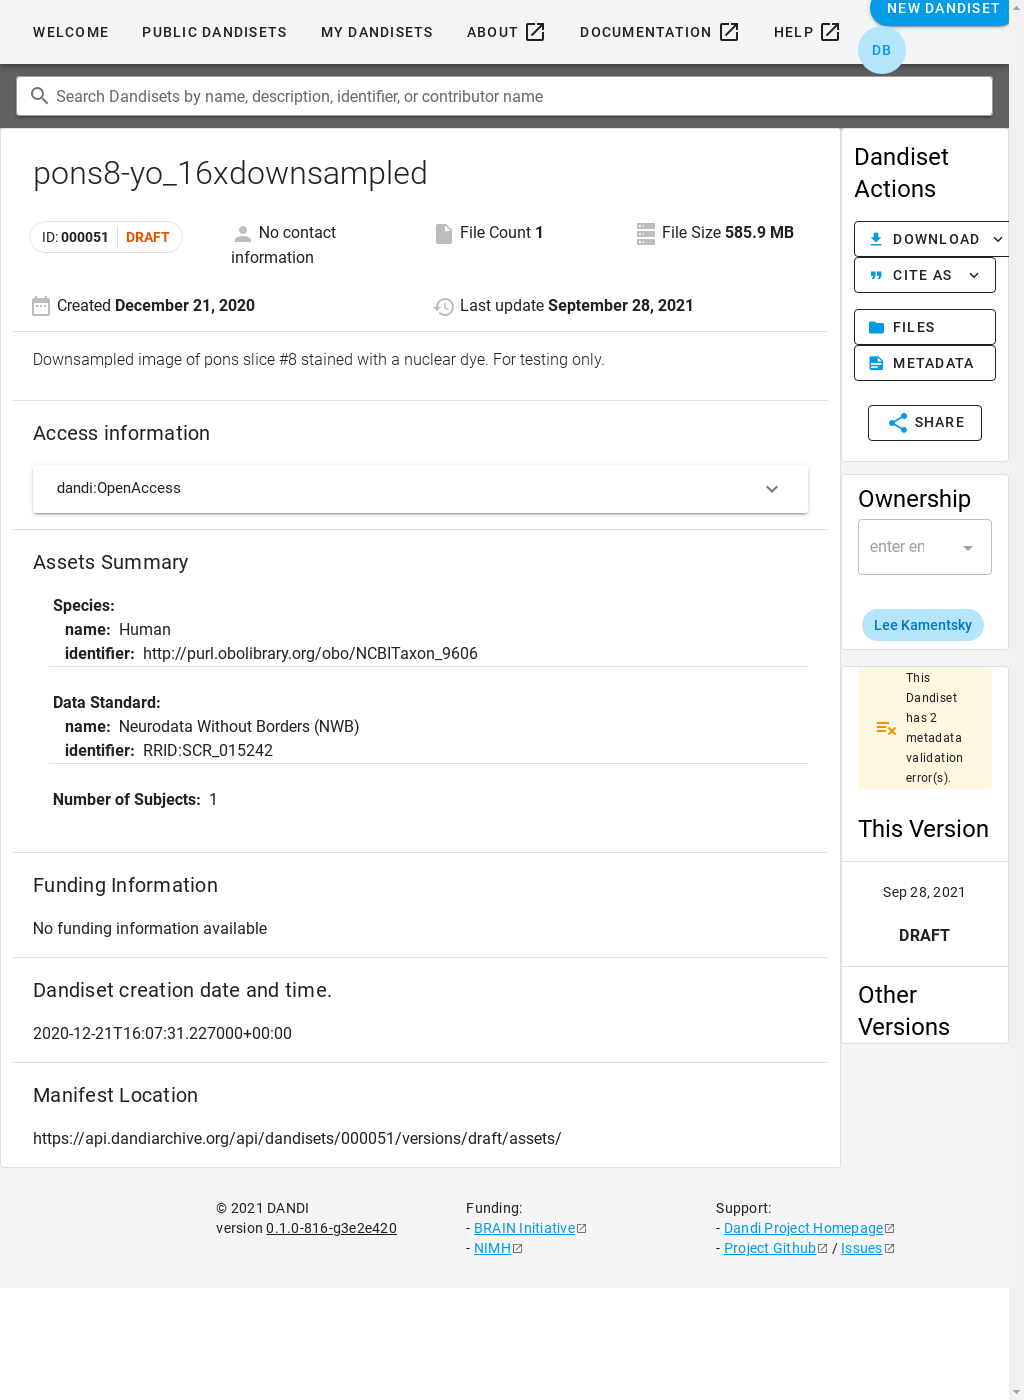 WELCOME PUBLIC DANDISETS MY DANDISETS ABOUT DOCUMENTATION HELP NEW DANDISET
DB
Search Dandisets by name, description, identifier, or contributor name
pons8-yo_16xdownsampled
ID: 000051 DRAFT
No contact information
File Count 1
File Size 585.9 MB
Created December 21, 2020
Last update September 28, 2021
Downsampled image of pons slice #8 stained with a nuclear dye. For testing only.
Access information
dandi:OpenAccess
Assets Summary
Species:
name: Human
identifier: http://purl.obolibrary.org/obo/NCBITaxon_9606
Data Standard:
name: Neurodata Without Borders (NWB)
identifier: RRID:SCR_015242
Number of Subjects: 1
Funding Information
No funding information available
Dandiset creation date and time.
2020-12-21T16:07:31.227000+00:00
Manifest Location
https://api.dandiarchive.org/api/dandisets/000051/versions/draft/assets/
Dandiset
Actions
DOWNLOAD
CITE AS
FILES
METADATA
SHARE
Ownership
enter en
Lee Kamentsky
This
Dandiset
has 2
metadata
validation
error(s).
This Version
Sep 28, 2021
DRAFT
Other
Versions
© 2021 DANDI
version 0.1.0-816-g3e2e420
Funding:
- BRAIN Initiative
- NIMH
Support:
- Dandi Project Homepage
- Project Github / Issues